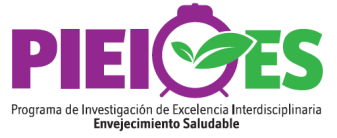 PIEI ES
Programa de Investigación de Excelencia Interdisciplinaria
Envejecimiento Saludable